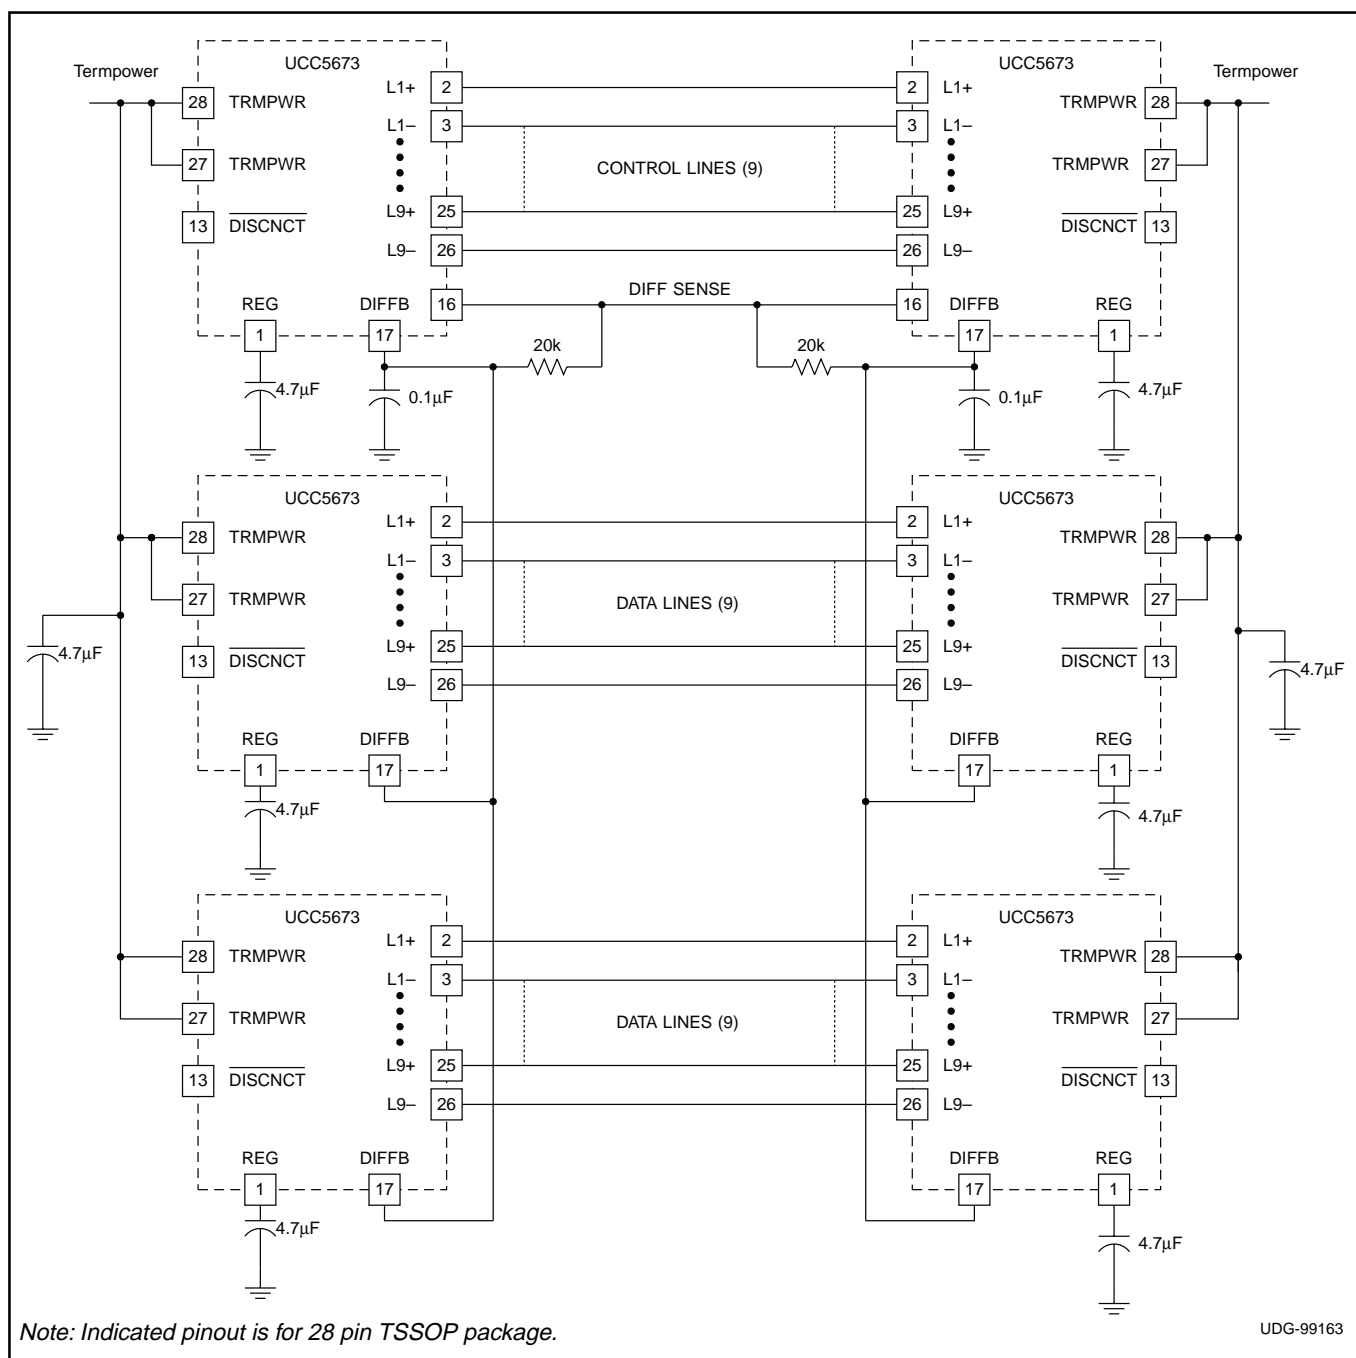 Termpower UCC5673 UCC5673 Termpower
L1+ 2 2 L1+
28 TRMPWR TRMPWR 28
L1– 3 3 L1–
27 TRMPWR CONTROL LINES (9) TRMPWR 27
L9+ 25 25 L9+
13 DISCNCT DISCNCT 13
L9– 26 26 L9–
DIFF SENSE
REG DIFFB 16 16 DIFFB REG
1 17 17 1
20k 20k
4.7µF 0.1µF 0.1µF 4.7µF
UCC5673 UCC5673
L1+ 2 2 L1+
28 TRMPWR TRMPWR 28
L1– 3 3 L1–
27 TRMPWR DATA LINES (9) TRMPWR 27
L9+ 25 25 L9+
4.7µF 13 DISCNCT DISCNCT 13 4.7µF
L9– 26 26 L9–
REG DIFFB DIFFB REG
1 17 17 1
4.7µF 4.7µF
UCC5673 UCC5673
L1+ 2 2 L1+
28 TRMPWR TRMPWR 28
L1– 3 3 L1–
27 TRMPWR DATA LINES (9) TRMPWR 27
L9+ 25 25 L9+
13 DISCNCT DISCNCT 13
L9– 26 26 L9–
REG DIFFB DIFFB REG
1 17 17 1
4.7µF 4.7µF
Note: Indicated pinout is for 28 pin TSSOP package.
UDG-99163